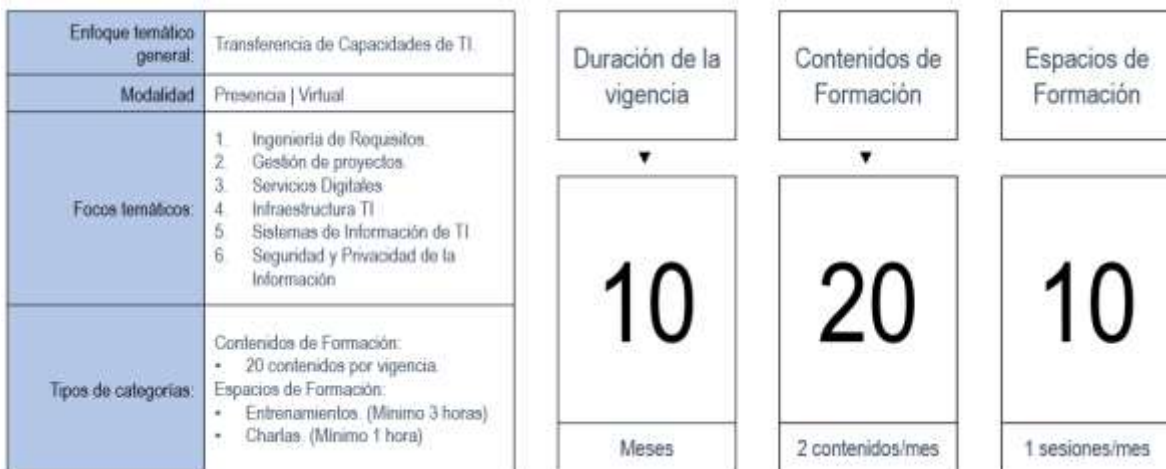 Enfoque temático
general:
Transferencia de Capacidades de TI.
Modalidad
Presencia | Virtual
Focos temáticos:
1. Ingeniería de Requisitos.
2. Gestión de proyectos
3. Servicios Digitales
4. Infraestructura TI
5. Sistemas de Información de TI
6. Seguridad y Privacidad de la
Información
Tipos de categorías:
Contenidos de Formación:
• 20 contenidos por vigencia.
Espacios de Formación:
• Entrenamientos. (Mínimo 3 horas)
• Charlas. (Mínimo 1 hora)
Duración de la
vigencia
▼
10
Meses
Contenidos de
Formación
▼
20
2 contenidos/mes
Espacios de
Formación
10
1 sesiones/mes